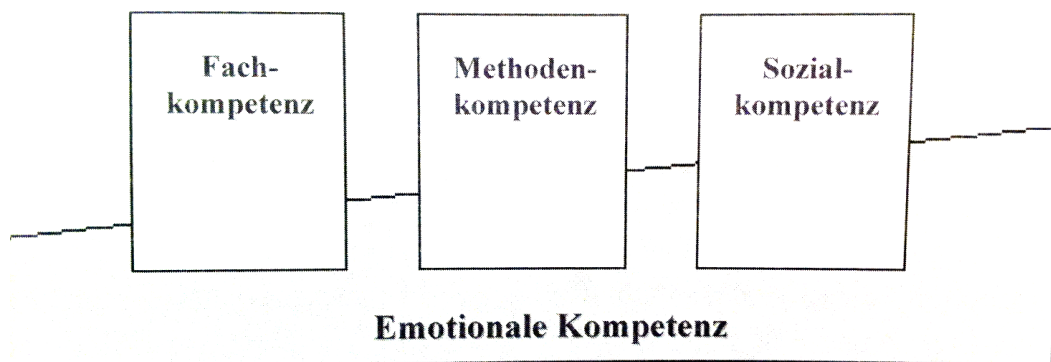 Fach-
kompetenz
Methoden-
kompetenz
Sozial-
kompetenz
Emotionale Kompetenz